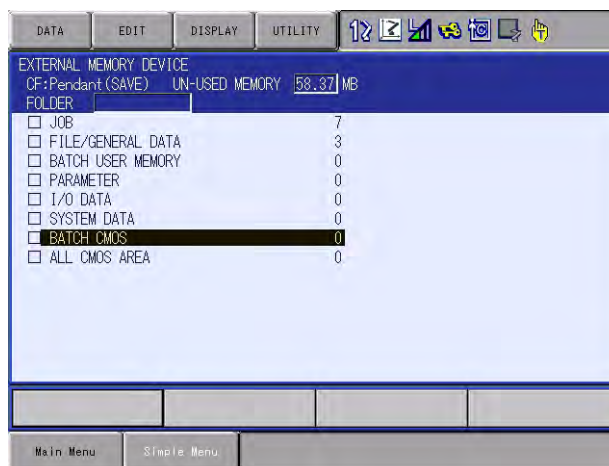 DATA EDIT DISPLAY UTILITY
EXTERNAL MEMORY DEVICE
CF:Pendant(SAVE) UN-USED MEMORY 58.37 MB
FOLDER
JOB 7
FILE/GENERAL DATA 3
BATCH USER MEMORY 0
PARAMETER 0
I/O DATA 0
SYSTEM DATA 0
BATCH CMOS 0
ALL CMOS AREA 0
Main Menu Simple Menu